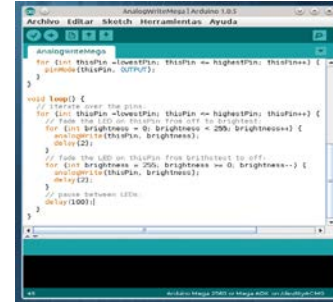 AnalogWriteMega | Arduino 1.0.5
Archivo Editar Sketch Herramientas Ayuda
AnalogWriteMega
for (int thisPin =lowestPin; thisPin <= highestPin; thisPin++) {
pinMode(thisPin, OUTPUT);
}
}
void loop() {
// iterate over the pins:
for (int thisPin =lowestPin; thisPin <= highestPin; thisPin++) {
// fade the LED on thisPin from off to brightest:
for (int brightness = 0; brightness < 255; brightness++) {
analogWrite(thisPin, brightness);
delay(2);
}
// fade the LED on thisPin from brithstest to off:
for (int brightness = 255; brightness >= 0; brightness--) {
analogWrite(thisPin, brightness);
delay(2);
}
// pause between LEDs:
delay(100);
}
}
Arduino Mega 2560 or Mega ADK on